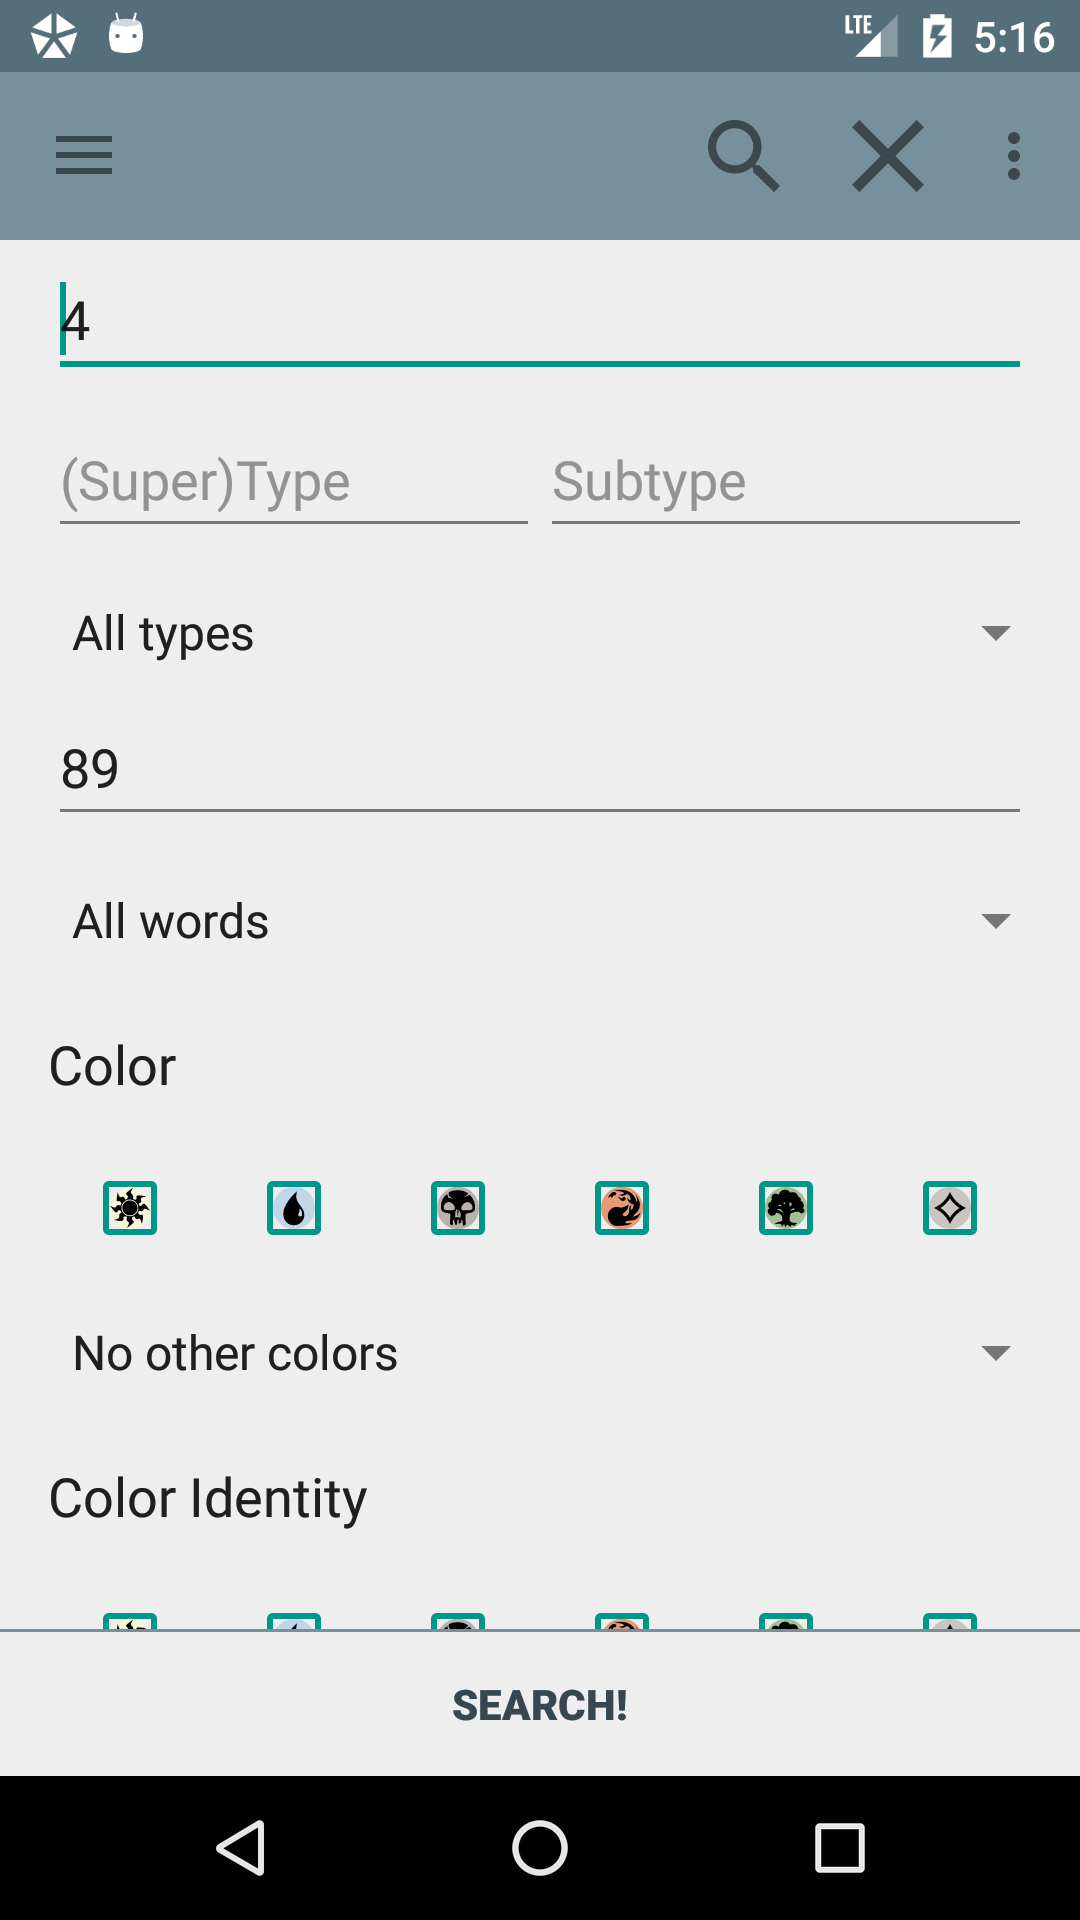 LTE 5:16
4
(Super)Type Subtype
All types
89
All words
Color
No other colors
Color Identity
SEARCH!